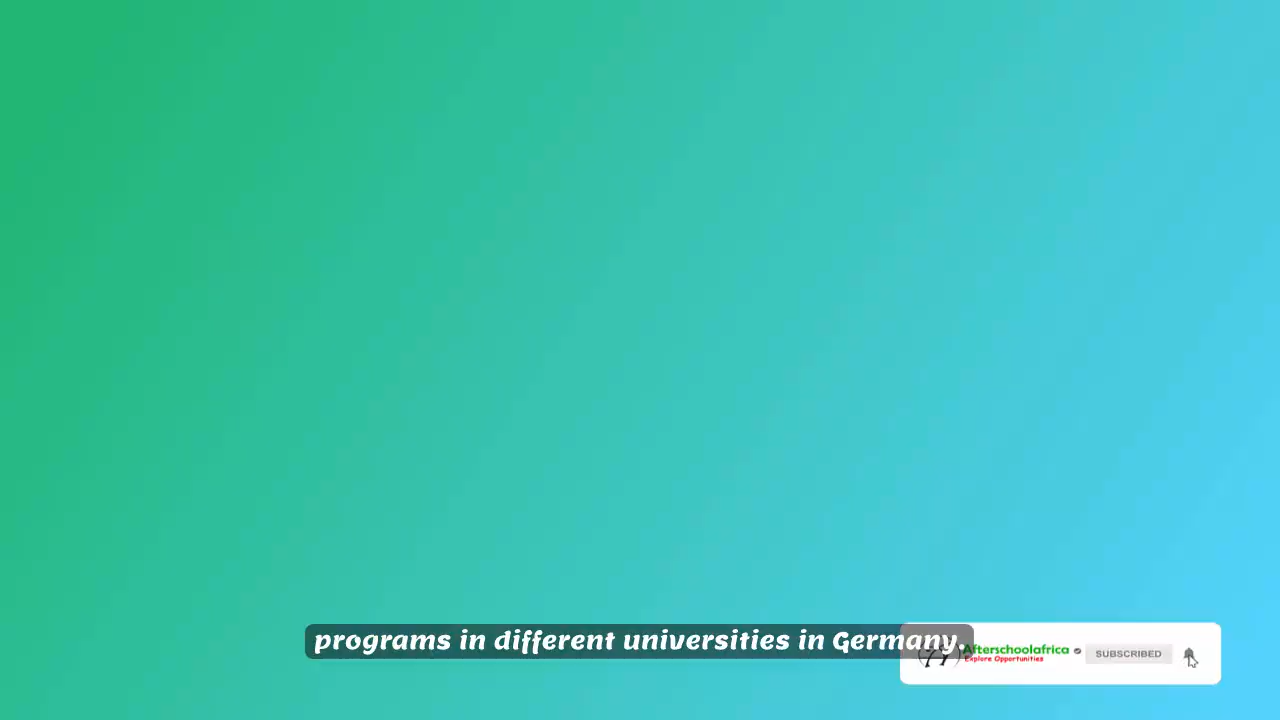 programs in different universities in Germany.
Afterschoolafrica
Explore Opportunities
SUBSCRIBED